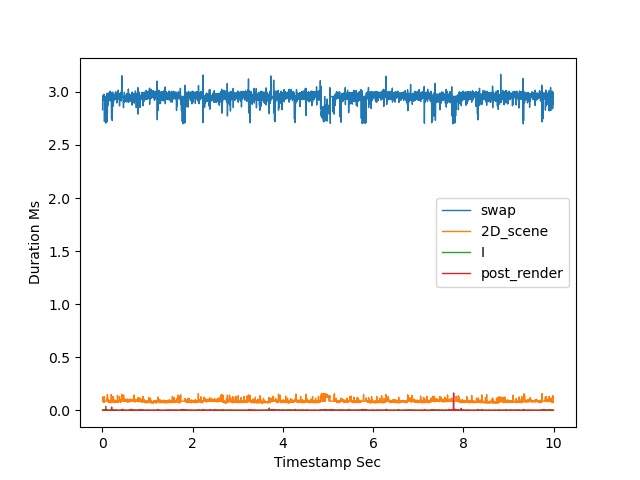 3.0
2.5
2.0
1.5
1.0
0.5
0.0
Duration Ms
swap
2D_scene
I
post_render
0 2 4 6 8 10
Timestamp Sec